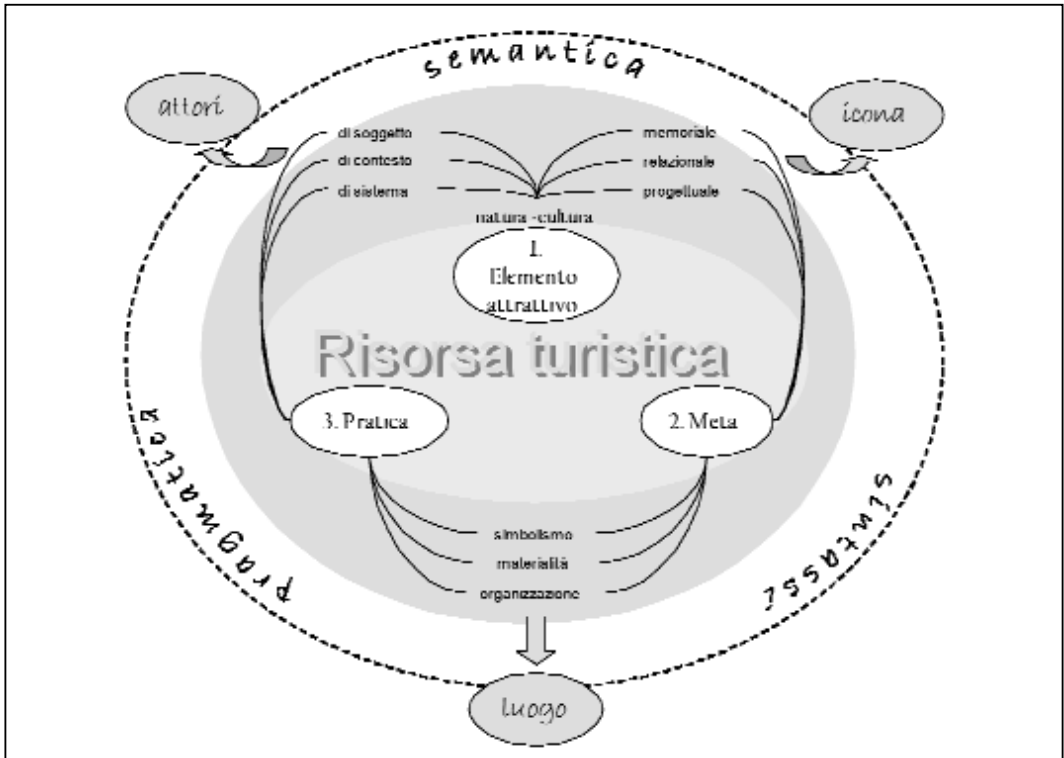 semantica
attori
icona
di soggetto
memoriale
di contesto
relazionale
di sistema
progettuale
natura-cultura
1.
Elemento
attrattivo
Risorsa turistica
3. Pratica
2. Meta
pragmatica
sintassi
simbolismo
materialità
organizzazione
luogo